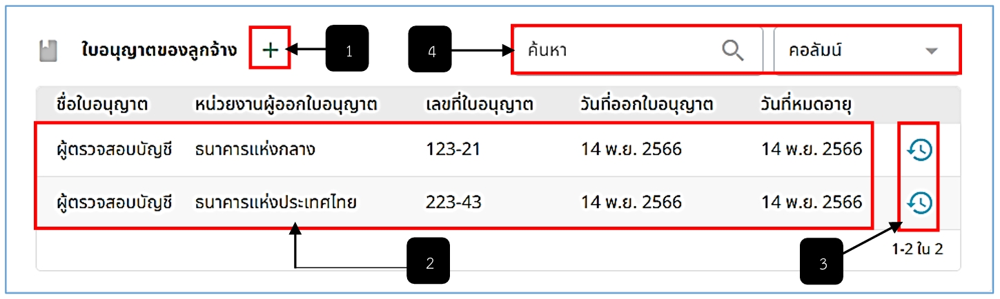 ใบอนุญาตของลูกจ้าง + 1 4 ค้นหา คอลัมน์
ชื่อใบอนุญาต หน่วยงานผู้ออกใบอนุญาต เลขที่ใบอนุญาต วันที่ออกใบอนุญาต วันที่หมดอายุ
ผู้ตรวจสอบบัญชี ธนาคารแห่งกลาง 123-21 14 พ.ย. 2566 14 พ.ย. 2566
ผู้ตรวจสอบบัญชี ธนาคารแห่งประเทศไทย 223-43 14 พ.ย. 2566 14 พ.ย. 2566
1-2 ใน 2
2 3